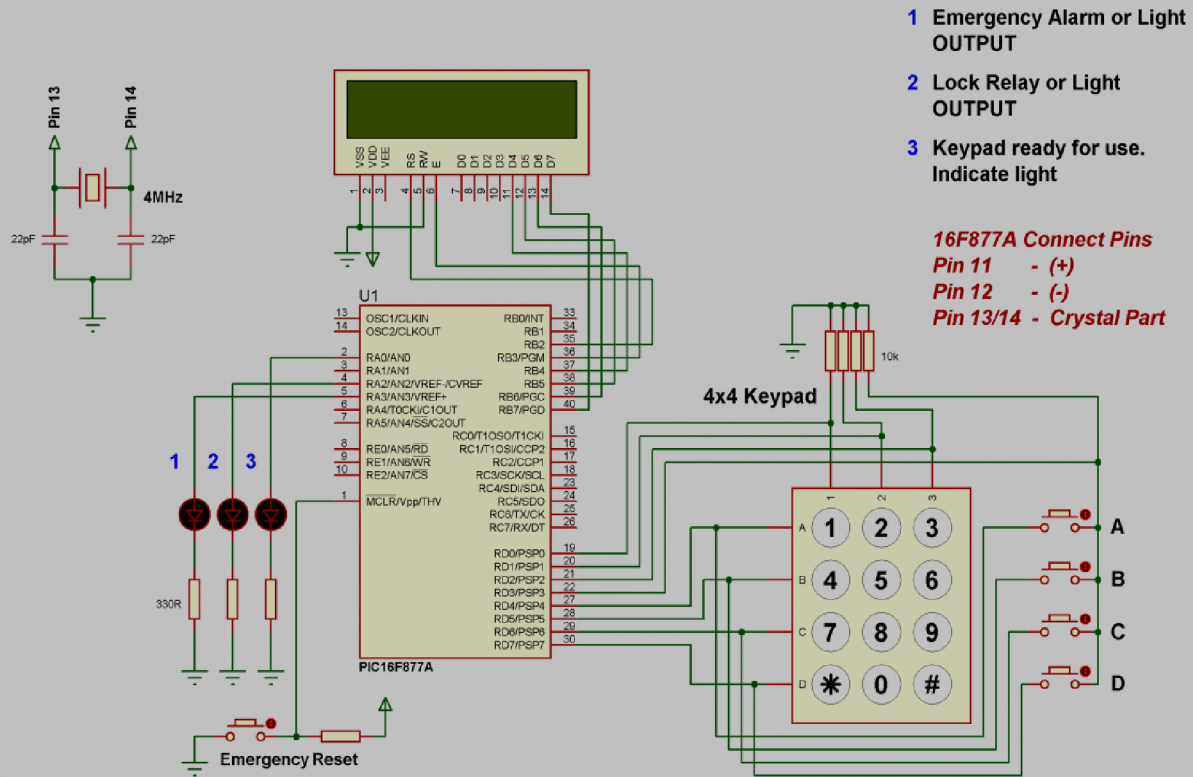 1 Emergency Alarm or Light
OUTPUT
2 Lock Relay or Light
OUTPUT
3 Keypad ready for use.
Indicate light
16F877A Connect Pins
Pin 11 - (+)
Pin 12 - (-)
Pin 13/14 - Crystal Part
Pin 13
Pin 14
4MHz
22pF
22pF
VSS
VDD
VEE
RS
RW
E
D0
D1
D2
D3
D4
D5
D6
D7
1
2
3
4
5
6
7
8
9
10
11
12
13
14
U1
13 OSC1/CLKIN
14 OSC2/CLKOUT
2 RA0/AN0
3 RA1/AN1
4 RA2/AN2/VREF-/CVREF
5 RA3/AN3/VREF+
6 RA4/T0CKI/C1OUT
7 RA5/AN4/SS/C2OUT
8 RE0/AN5/RD
9 RE1/AN6/WR
10 RE2/AN7/CS
1 MCLR/Vpp/THV
RB0/INT 33
RB1 34
RB2 35
RB3/PGM 36
RB4 37
RB5 38
RB6/PGC 39
RB7/PGD 40
RC0/T1OSO/T1CKI 15
RC1/T1OSI/CCP2 16
RC2/CCP1 17
RC3/SCK/SCL 18
RC4/SDI/SDA 23
RC5/SDO 24
RC6/TX/CK 25
RC7/RX/DT 26
RD0/PSP0 19
RD1/PSP1 20
RD2/PSP2 21
RD3/PSP3 22
RD4/PSP4 27
RD5/PSP5 28
RD6/PSP6 29
RD7/PSP7 30
PIC16F877A
1 2 3
330R
Emergency Reset
10k
4x4 Keypad
1 2 3
A 1 2 3 A
B 4 5 6 B
C 7 8 9 C
D * 0 # D